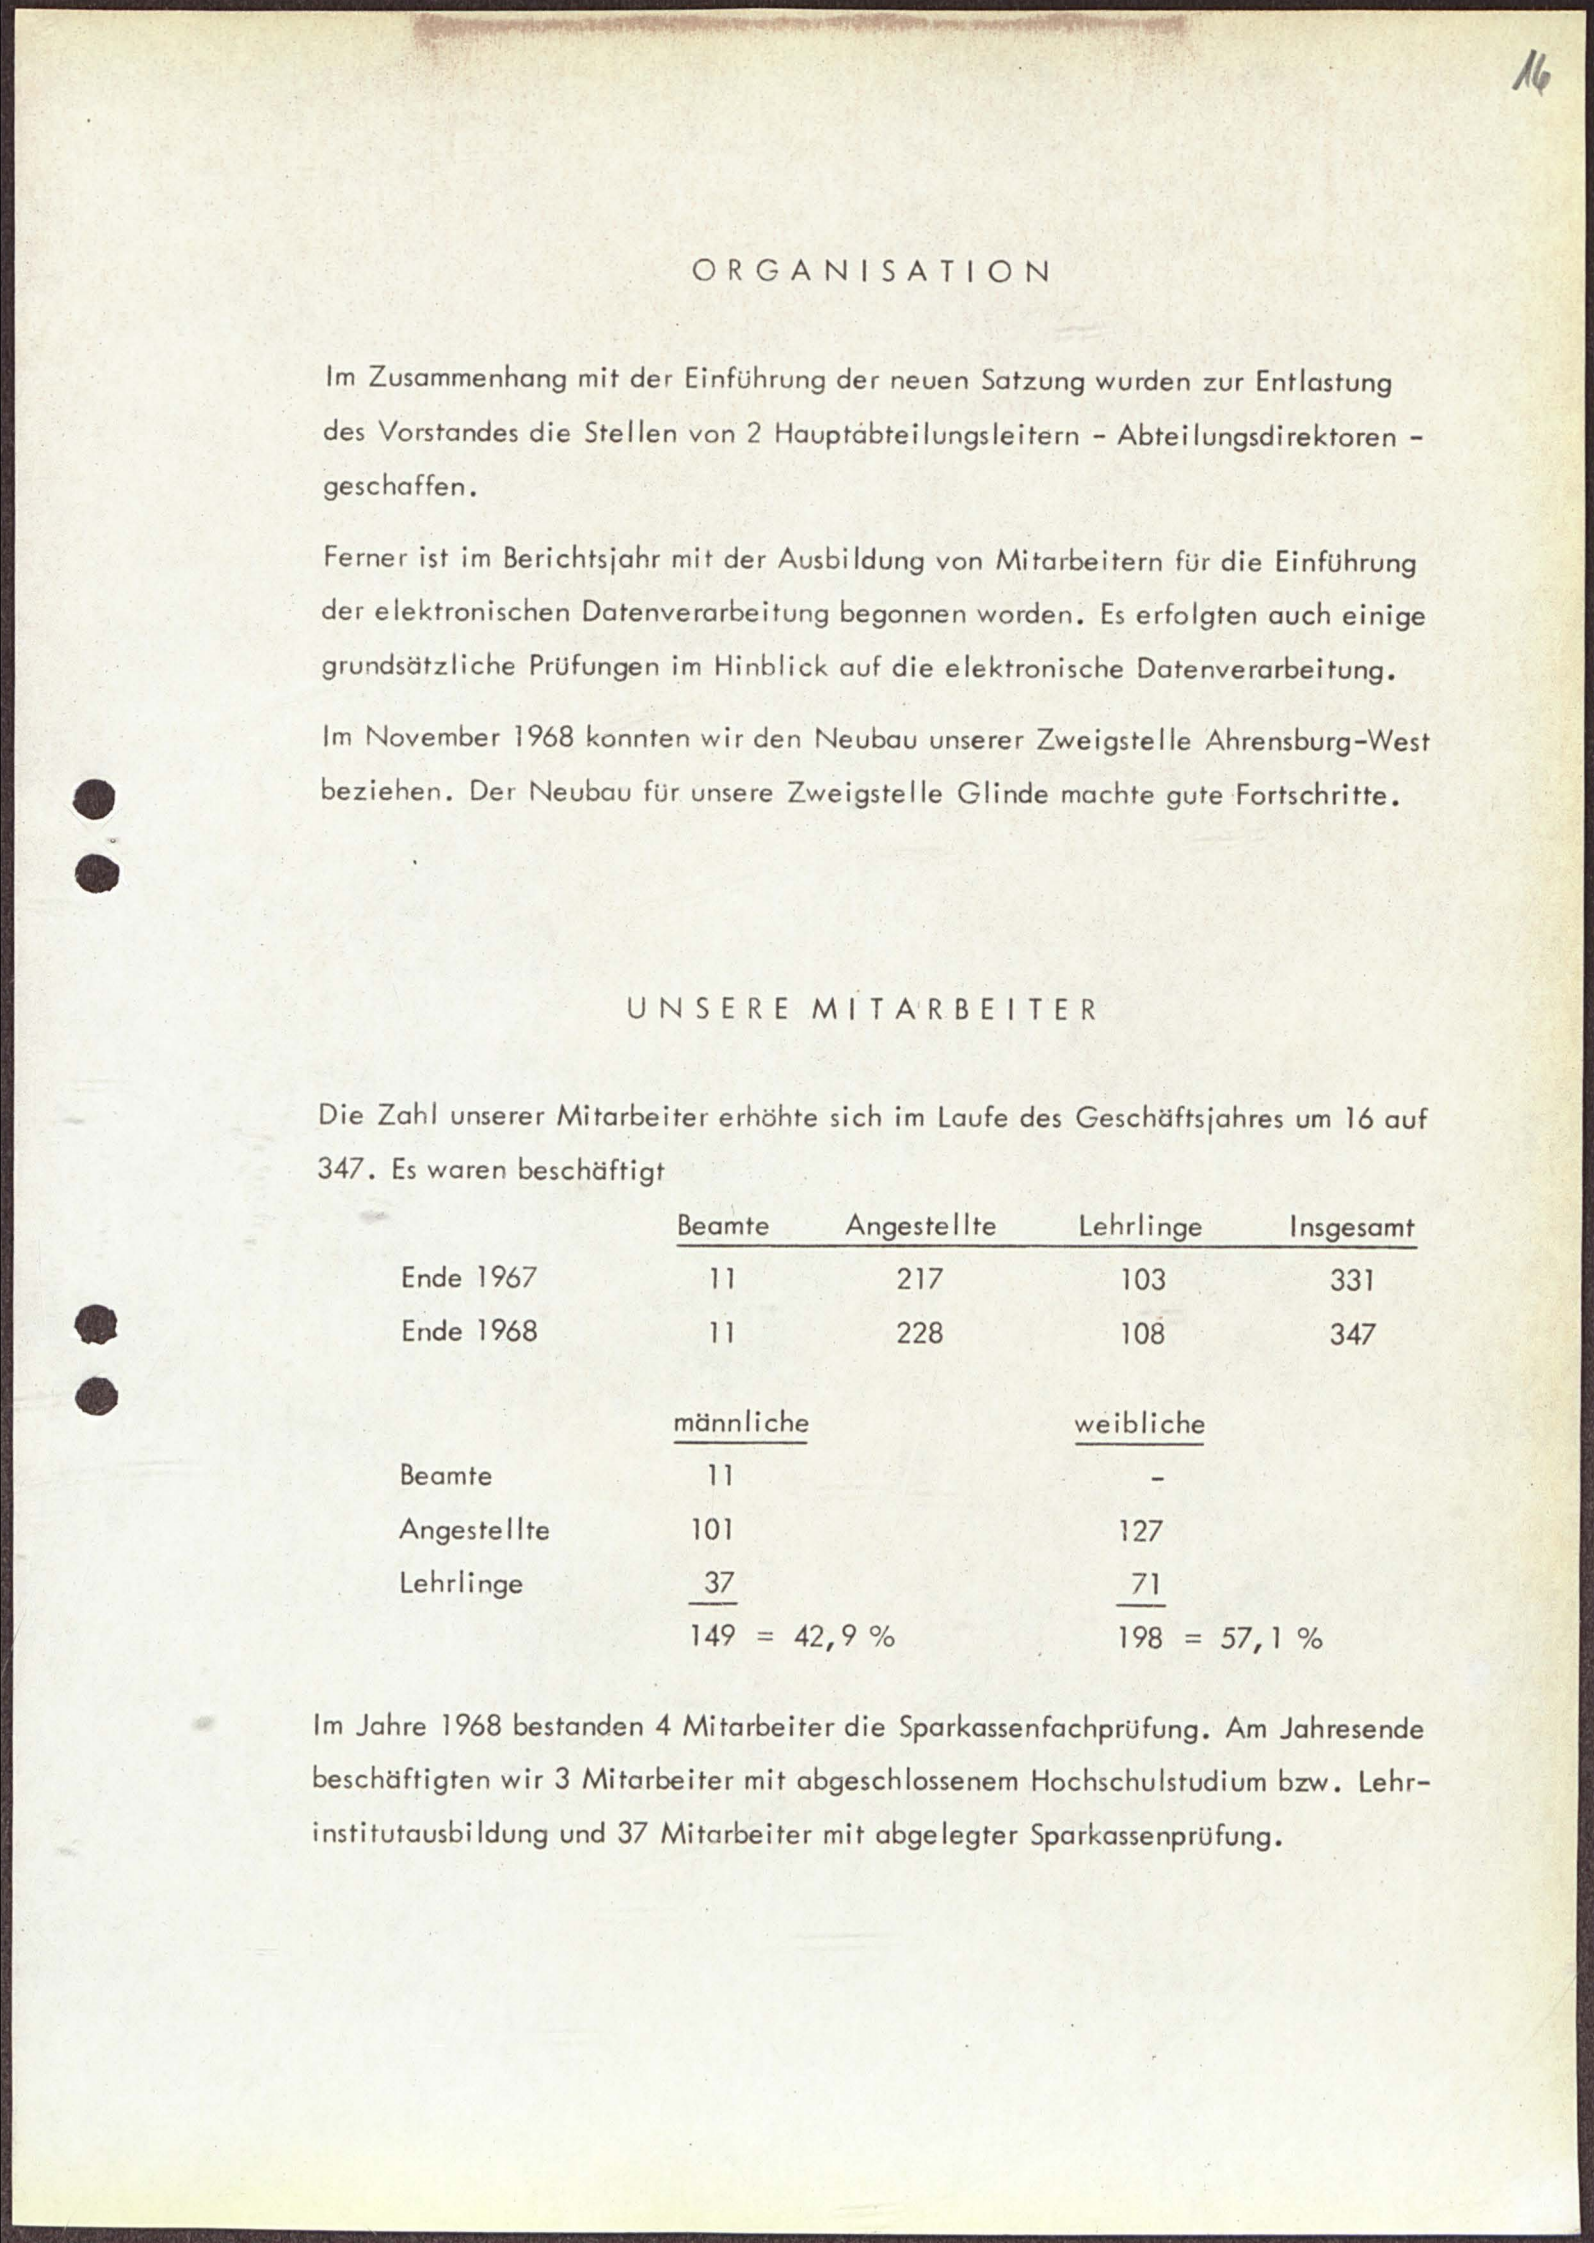 16
ORGANISATION
Im Zusammenhang mit der Einführung der neuen Satzung wurden zur Entlastung
des Vorstandes die Stellen von 2 Hauptabteilungsleitern - Abteilungsdirektoren -
geschaffen.
Ferner ist im Berichtsjahr mit der Ausbildung von Mitarbeitern für die Einführung
der elektronischen Datenverarbeitung begonnen worden. Es erfolgten auch einige
grundsätzliche Prüfungen im Hinblick auf die elektronische Datenverarbeitung.
Im November 1968 konnten wir den Neubau unserer Zweigstelle Ahrensburg-West
beziehen. Der Neubau für unsere Zweigstelle Glinde machte gute Fortschritte.
UNSERE MITARBEITER
Die Zahl unserer Mitarbeiter erhöhte sich im Laufe des Geschäftsjahres um 16 auf
347. Es waren beschäftigt
Beamte Angestellte Lehrlinge Insgesamt
Ende 1967 11 217 103 331
Ende 1968 11 228 108 347
männliche weibliche
Beamte 11 -
Angestellte 101 127
Lehrlinge 37 71
149 = 42,9 % 198 = 57,1 %
Im Jahre 1968 bestanden 4 Mitarbeiter die Sparkassenfachprüfung. Am Jahresende
beschäftigten wir 3 Mitarbeiter mit abgeschlossenem Hochschulstudium bzw. Lehr-
institutausbildung und 37 Mitarbeiter mit abgelegter Sparkassenprüfung.